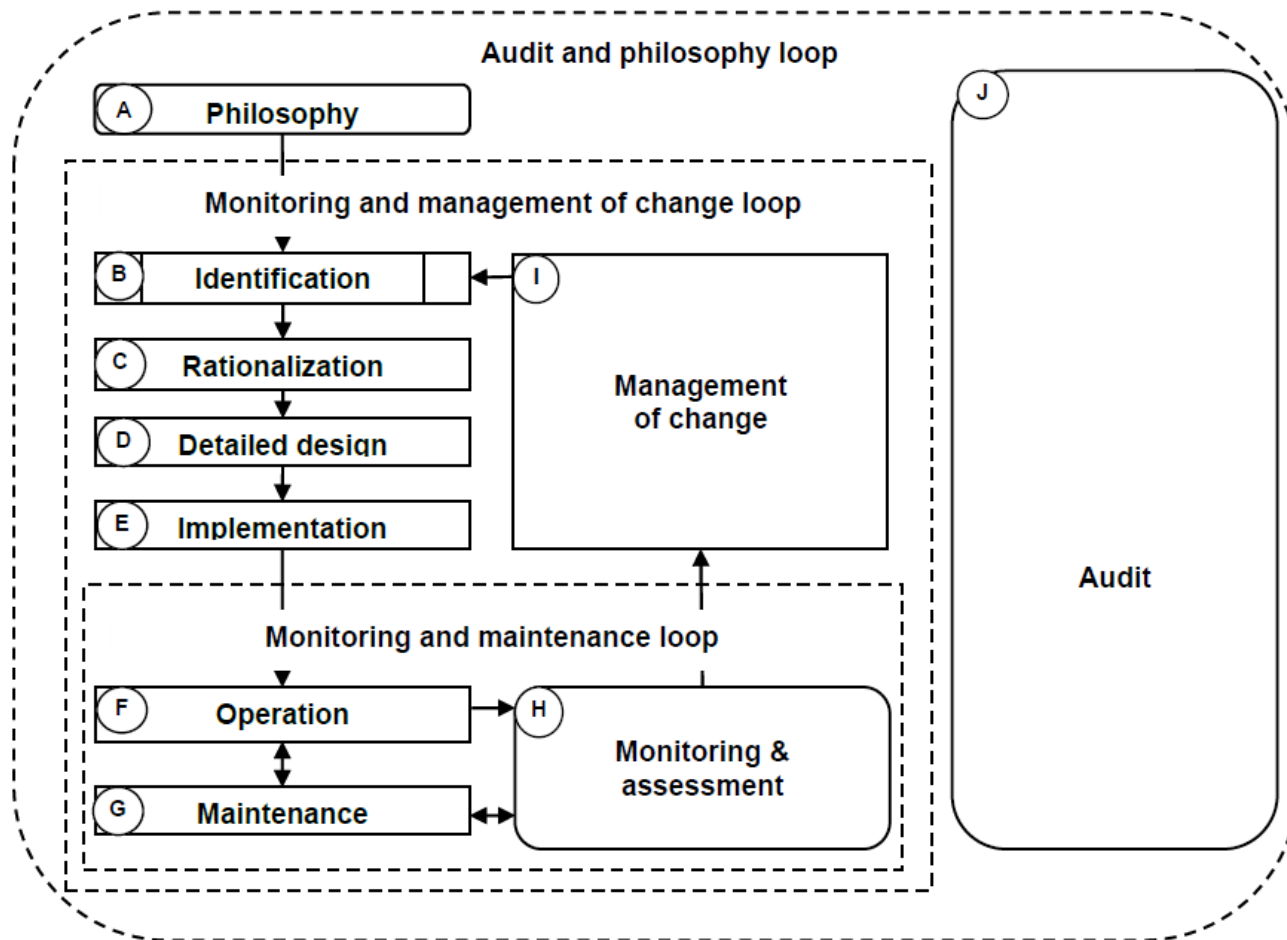 Audit and philosophy loop
A
Philosophy
J
Monitoring and management of change loop
B
Identification
I
C
Rationalization
Management
of change
D
Detailed design
E
Implementation
Audit
Monitoring and maintenance loop
F
Operation
H
Monitoring &
assessment
G
Maintenance